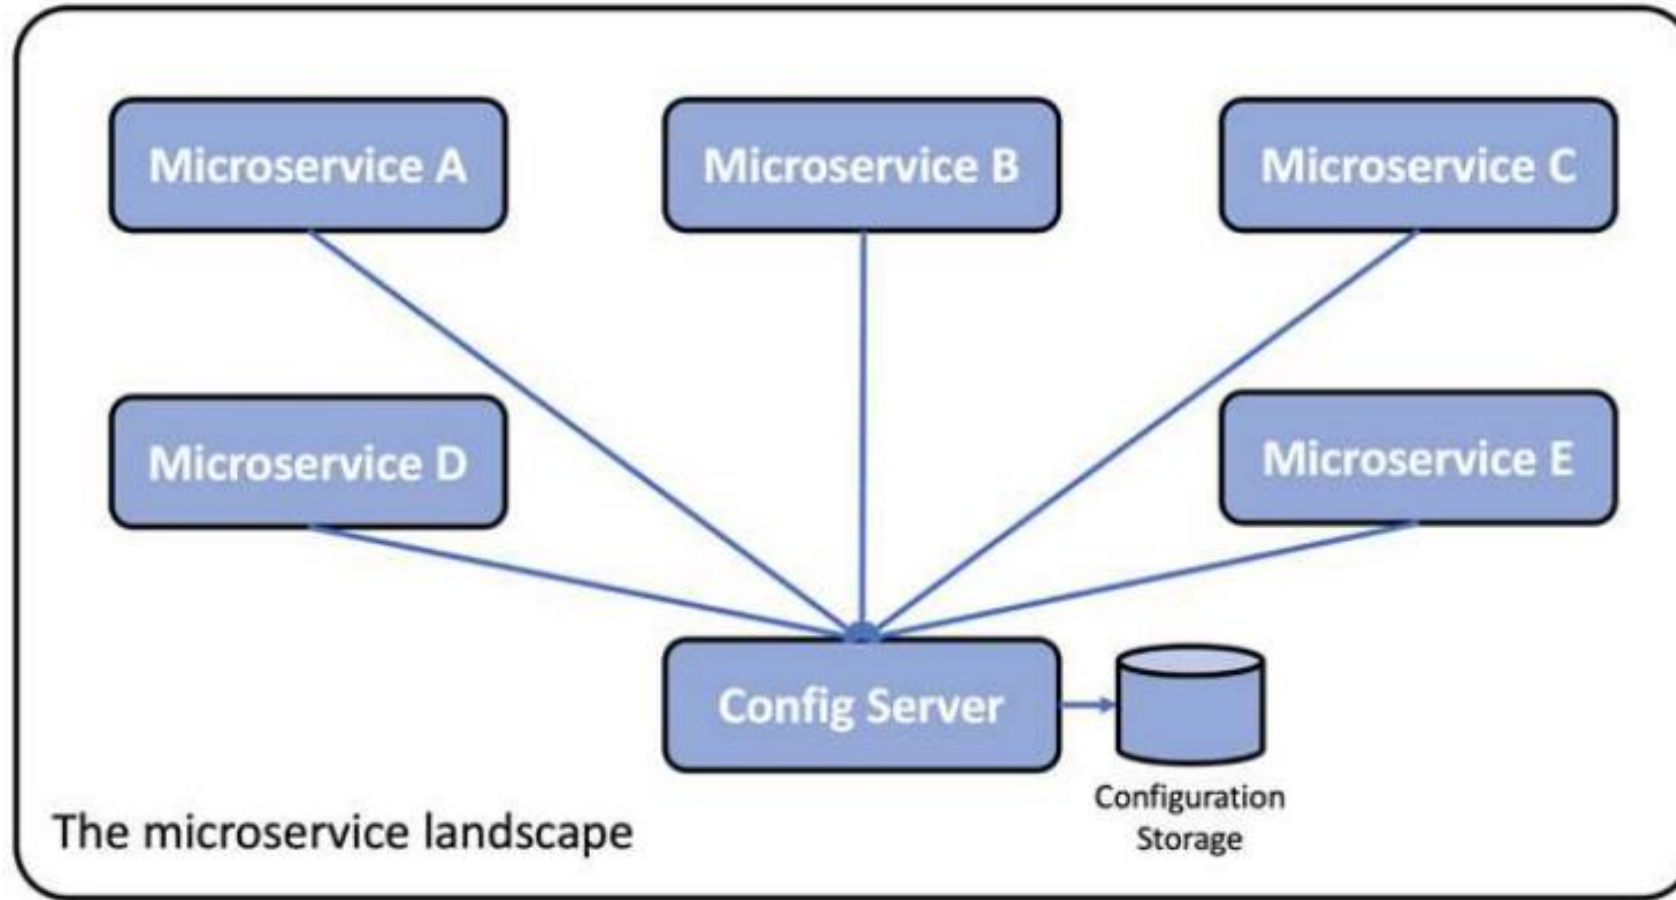 Microservice A
Microservice B
Microservice C
Microservice D
Microservice E
Config Server
Configuration
Storage
The microservice landscape